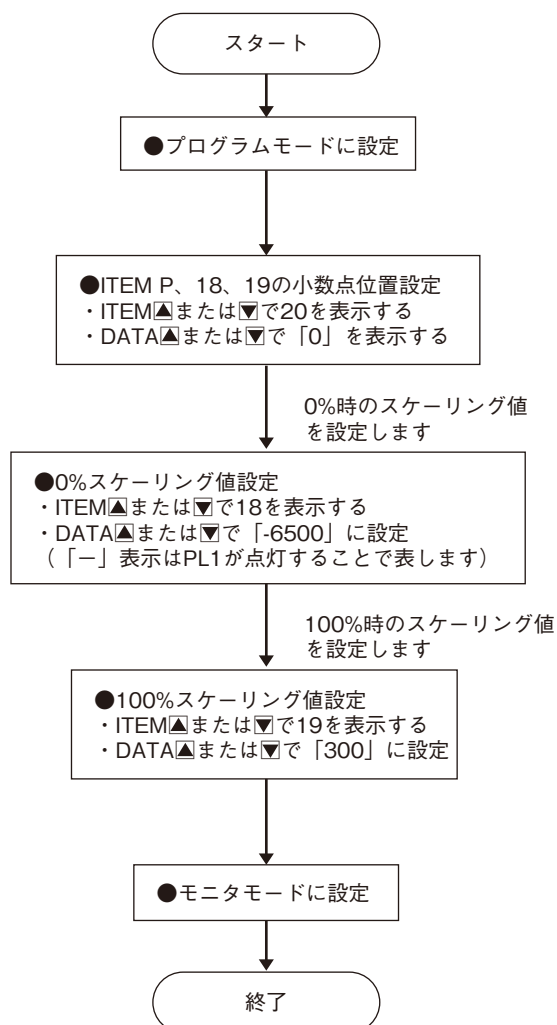 スタート
●プログラムモードに設定
●ITEM P、18、19の小数点位置設定
・ITEM▲または▼で20を表示する
・DATA▲または▼で「0」を表示する
0%時のスケーリング値
を設定します
●0%スケーリング値設定
・ITEM▲または▼で18を表示する
・DATA▲または▼で「-6500」に設定
（「－」表示はPL1が点灯することで表します）
100%時のスケーリング値
を設定します
●100%スケーリング値設定
・ITEM▲または▼で19を表示する
・DATA▲または▼で「300」に設定
●モニタモードに設定
終了